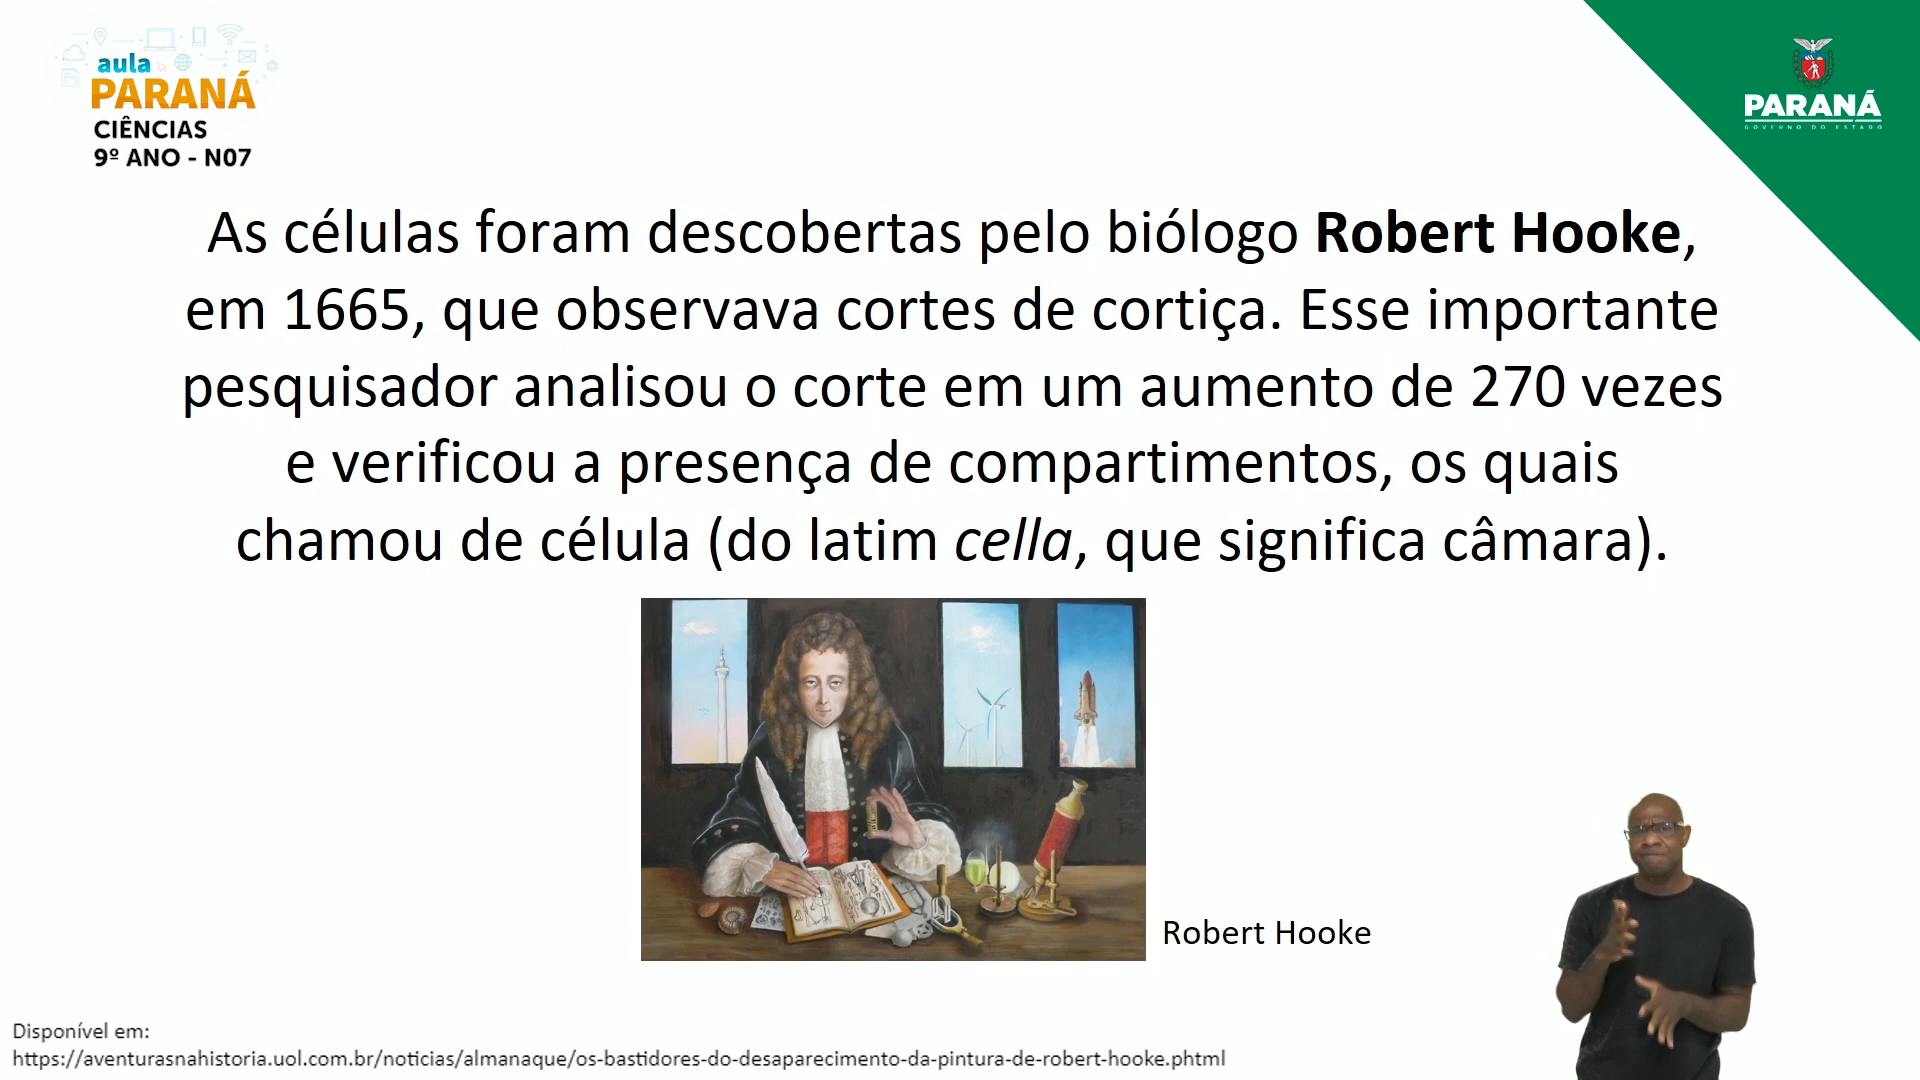 aula
PARANÁ
CIÊNCIAS
9º ANO - N07
PARANÁ
GOVERNO DO ESTADO
As células foram descobertas pelo biólogo Robert Hooke,
em 1665, que observava cortes de cortiça. Esse importante
pesquisador analisou o corte em um aumento de 270 vezes
e verificou a presença de compartimentos, os quais
chamou de célula (do latim cella, que significa câmara).
Robert Hooke
Disponível em:
https://aventurasnahistoria.uol.com.br/noticias/almanaque/os-bastidores-do-desaparecimento-da-pintura-de-robert-hooke.phtml